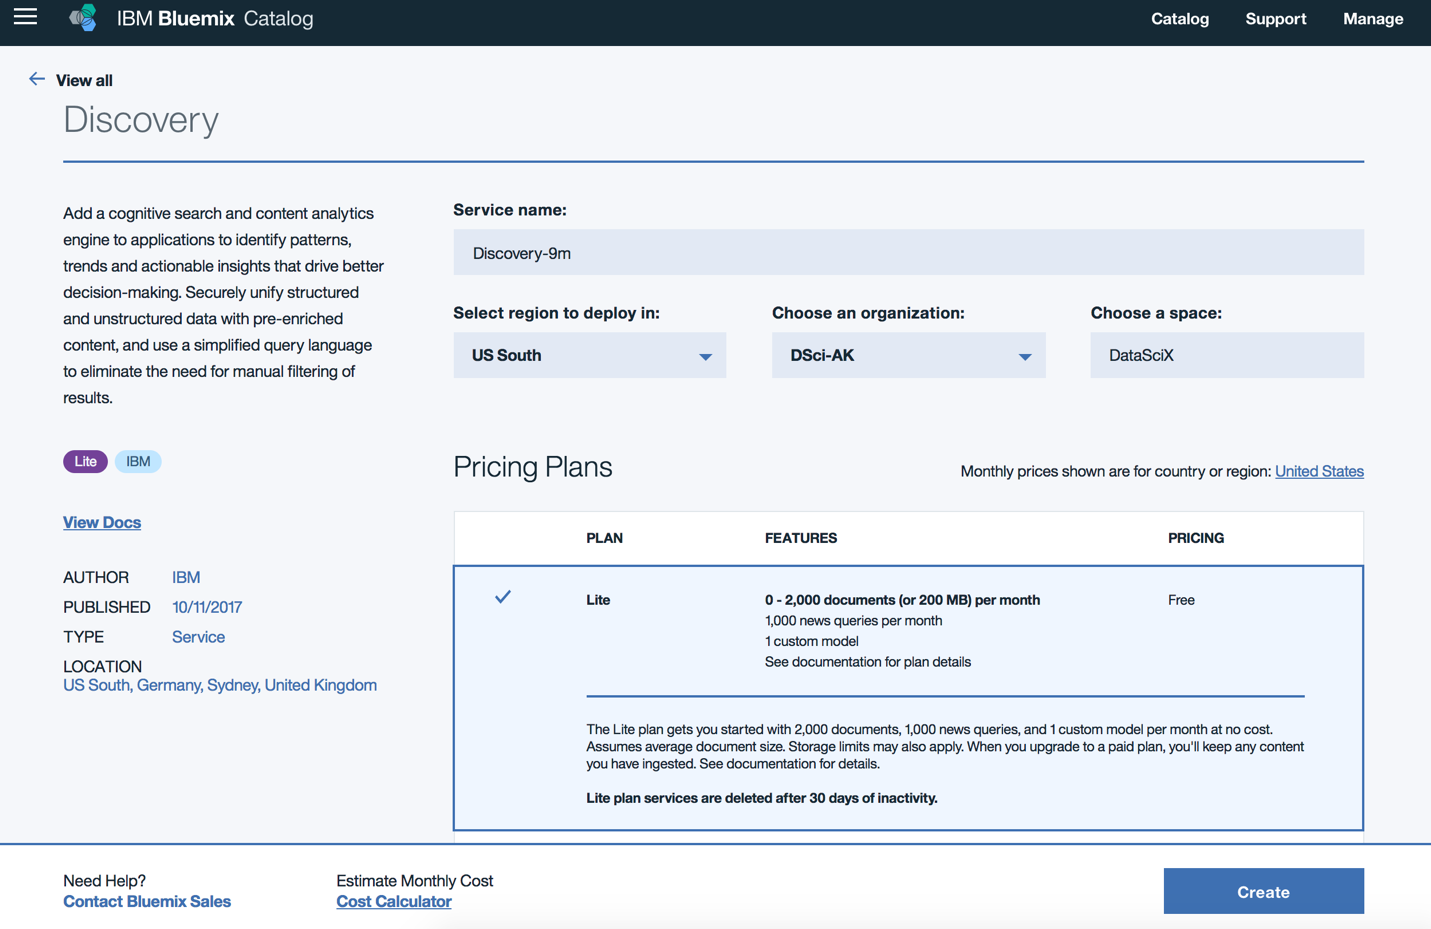 IBM Bluemix Catalog
Catalog Support Manage
View all
Discovery
Add a cognitive search and content analytics
engine to applications to identify patterns,
trends and actionable insights that drive better
decision-making. Securely unify structured
and unstructured data with pre-enriched
content, and use a simplified query language
to eliminate the need for manual filtering of
results.
Lite IBM
View Docs
AUTHOR IBM
PUBLISHED 10/11/2017
TYPE Service
LOCATION
US South, Germany, Sydney, United Kingdom
Service name:
Discovery-9m
Select region to deploy in: Choose an organization: Choose a space:
US South DSci-AK DataSciX
Pricing Plans
Monthly prices shown are for country or region: United States
PLAN FEATURES PRICING
Lite 0 - 2,000 documents (or 200 MB) per month Free
1,000 news queries per month
1 custom model
See documentation for plan details
The Lite plan gets you started with 2,000 documents, 1,000 news queries, and 1 custom model per month at no cost.
Assumes average document size. Storage limits may also apply. When you upgrade to a paid plan, you'll keep any content
you have ingested. See documentation for details.
Lite plan services are deleted after 30 days of inactivity.
Need Help?
Contact Bluemix Sales
Estimate Monthly Cost
Cost Calculator
Create